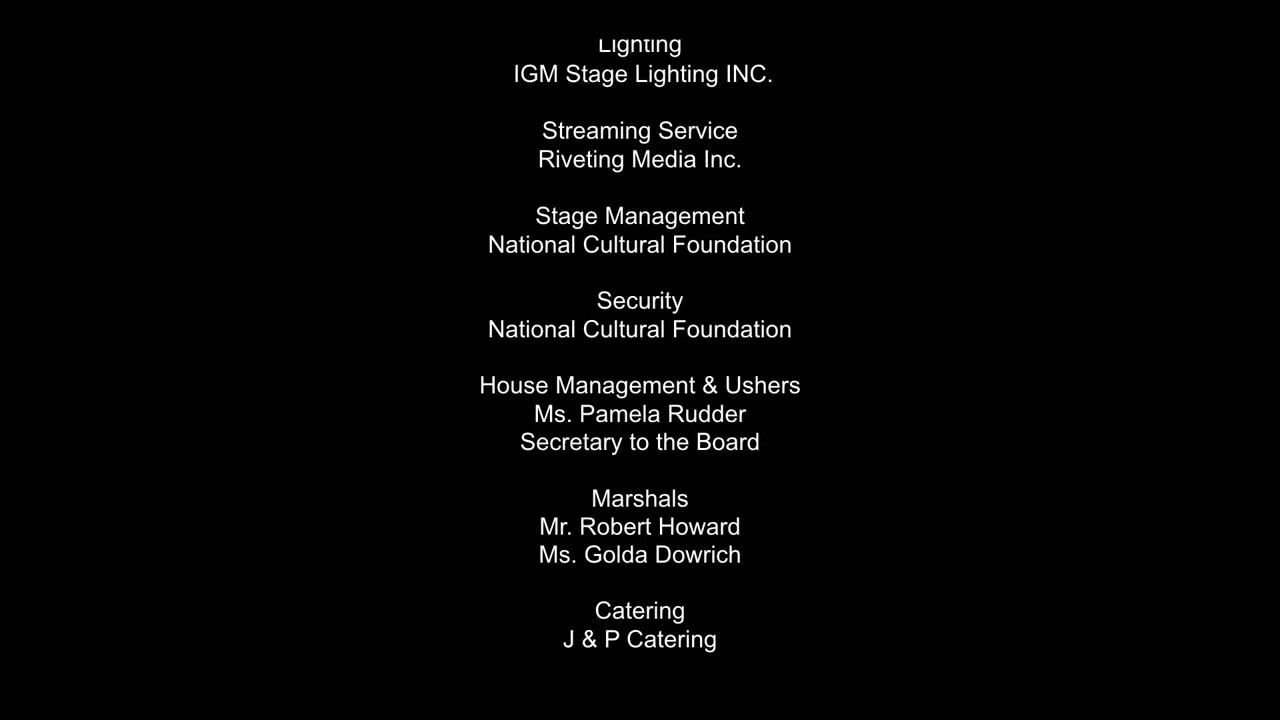 Lighting
IGM Stage Lighting INC.
Streaming Service
Riveting Media Inc.
Stage Management
National Cultural Foundation
Security
National Cultural Foundation
House Management & Ushers
Ms. Pamela Rudder
Secretary to the Board
Marshals
Mr. Robert Howard
Ms. Golda Dowrich
Catering
J & P Catering